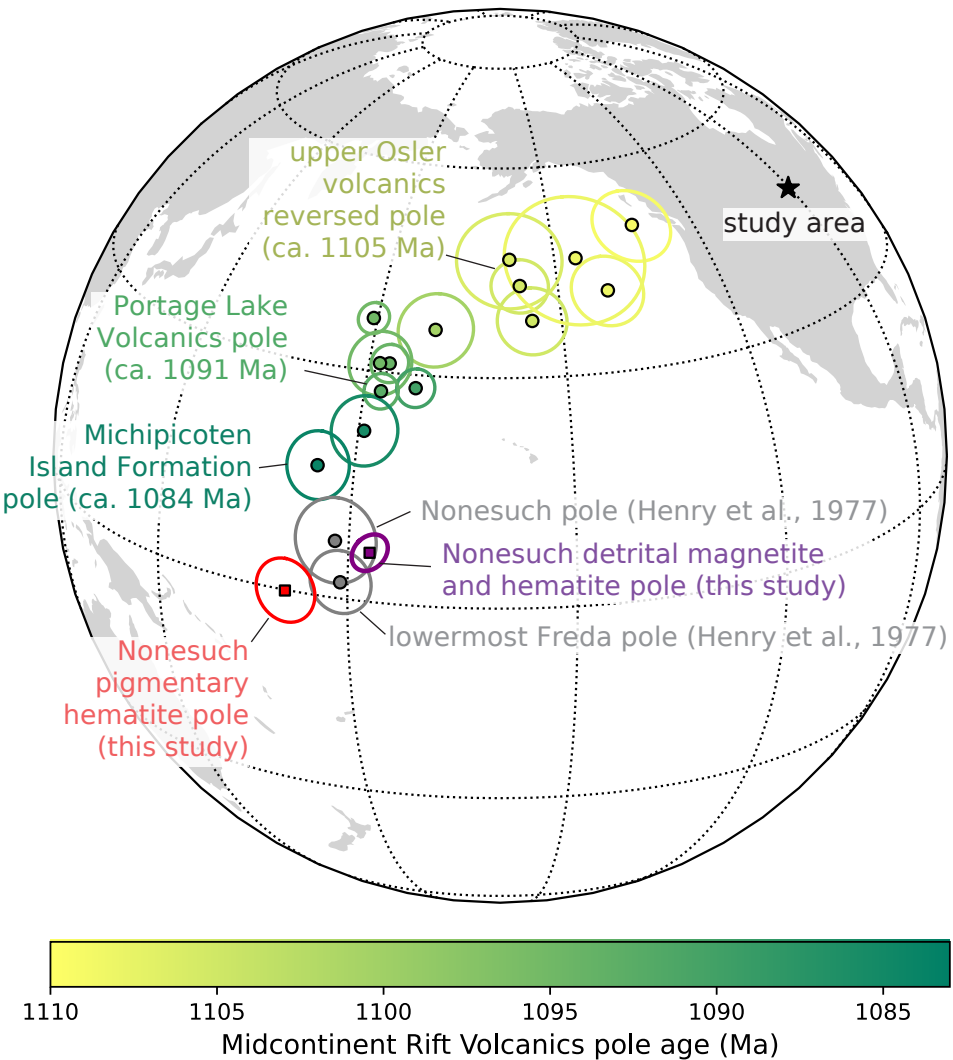 upper Osler
volcanics
reversed pole
(ca. 1105 Ma)
study area
Portage Lake
Volcanics pole
(ca. 1091 Ma)
Michipicoten
Island Formation
pole (ca. 1084 Ma)
Nonesuch pole (Henry et al., 1977)
Nonesuch detrital magnetite
and hematite pole (this study)
lowermost Freda pole (Henry et al., 1977)
Nonesuch
pigmentary
hematite pole
(this study)
1110 1105 1100 1095 1090 1085
Midcontinent Rift Volcanics pole age (Ma)